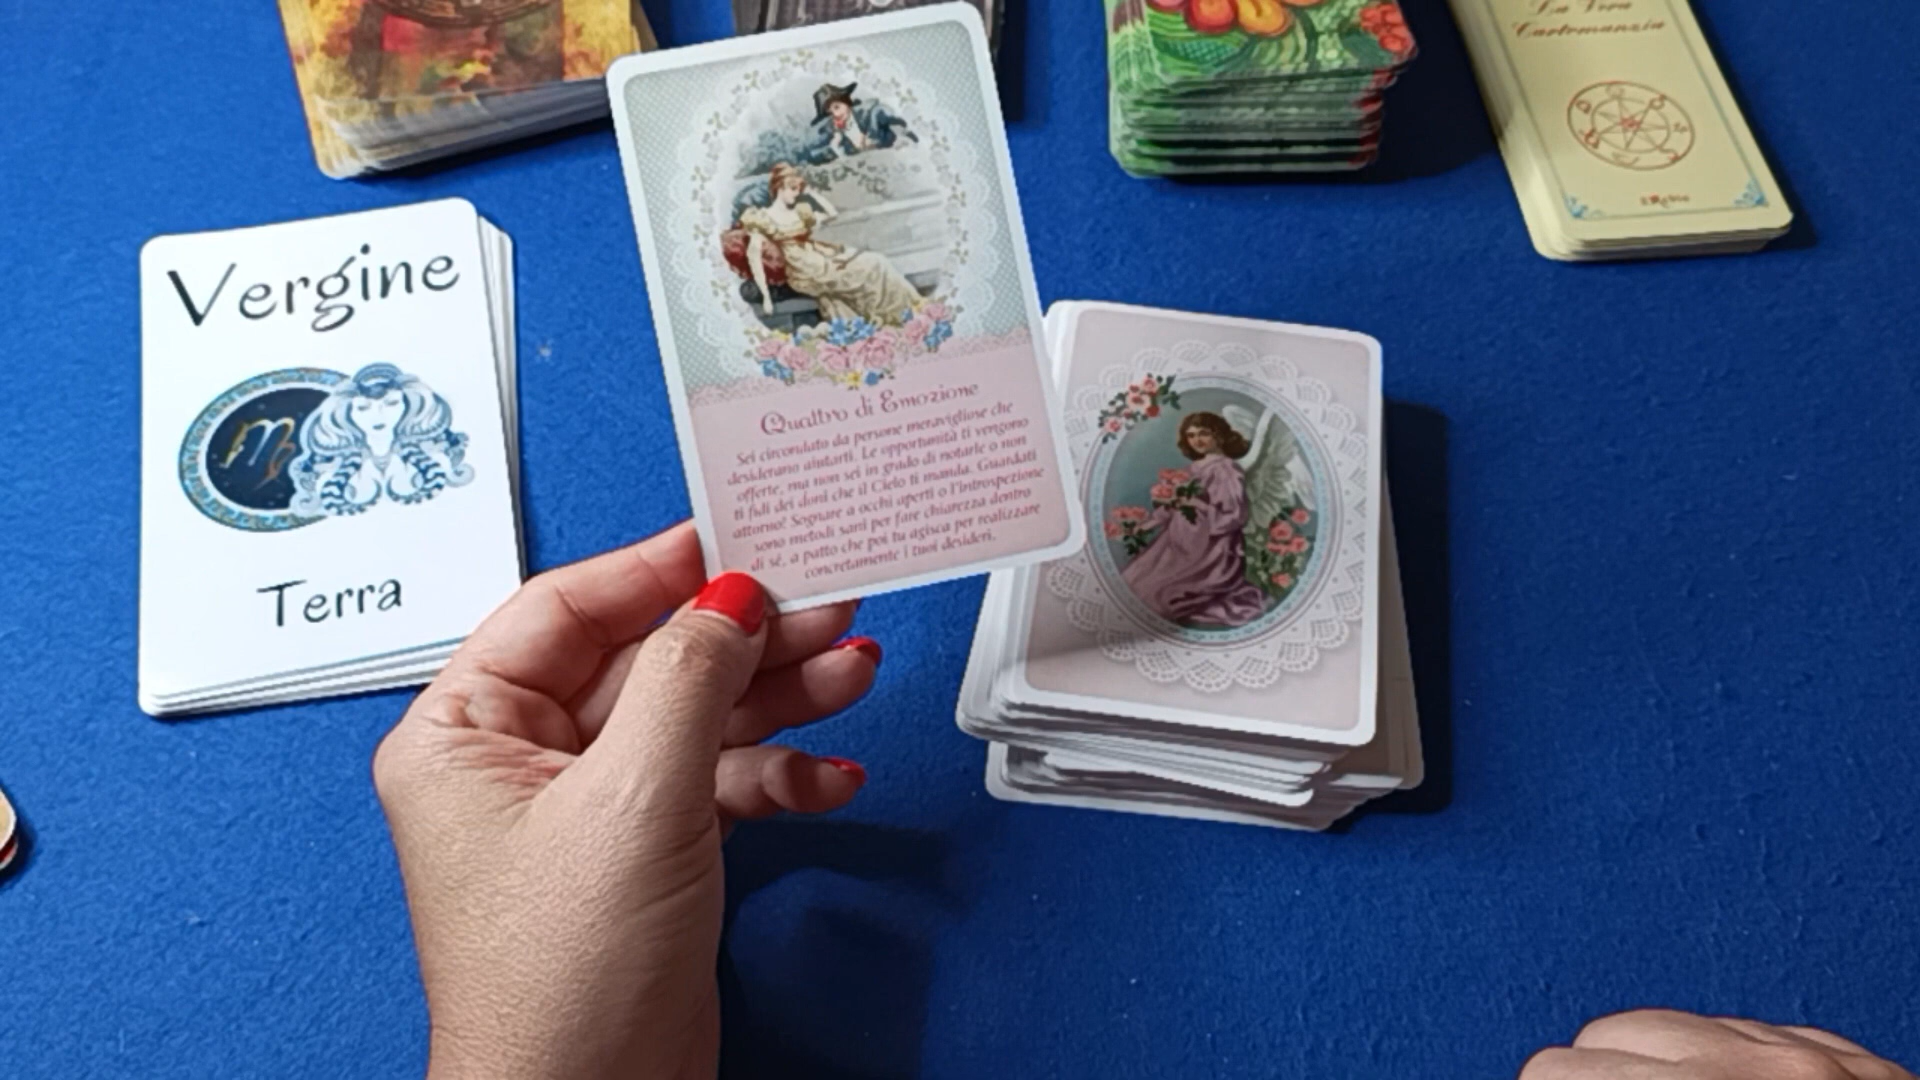 La Vera
Cartomanzia
Vergine
Terra
Quattro di Emozione
Sei circondato da persone meravigliose che
desiderano aiutarti. Le opportunità ti vengono
offerte, ma non sei in grado di notarle o non
ti fidi dei doni che il Cielo ti manda. Guardati
attorno! Sognare a occhi aperti o l'introspezione
sono metodi sani per fare chiarezza dentro
di sé, a patto che poi tu agisca per realizzare
concretamente i tuoi desideri.